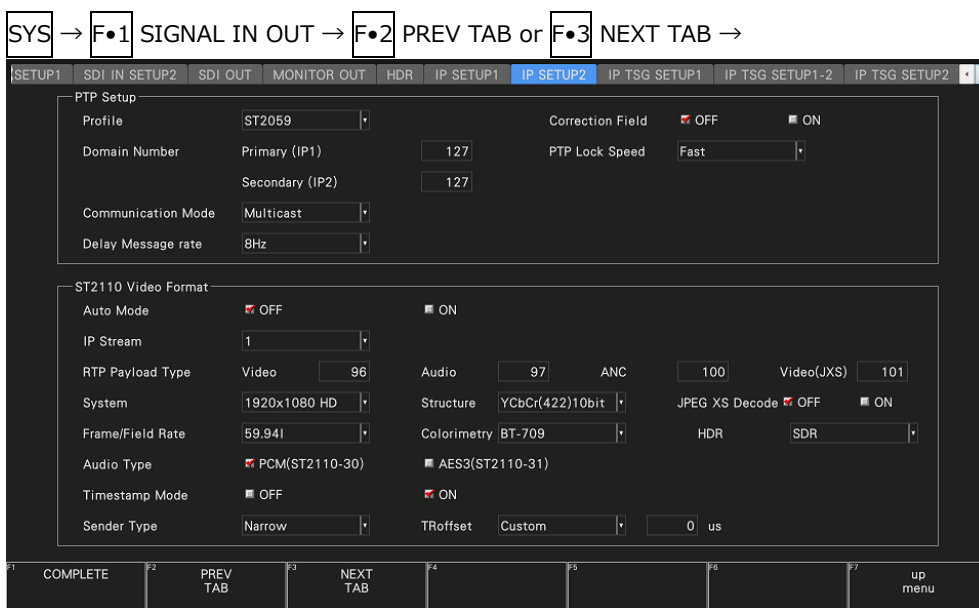 SYS → F•1 SIGNAL IN OUT → F•2 PREV TAB or F•3 NEXT TAB →
SETUP1 SDI IN SETUP2 SDI OUT MONITOR OUT HDR IP SETUP1 IP SETUP2 IP TSG SETUP1 IP TSG SETUP1-2 IP TSG SETUP2
PTP Setup
Profile ST2059 Correction Field OFF ON
Domain Number Primary (IP1) 127 PTP Lock Speed Fast
Secondary (IP2) 127
Communication Mode Multicast
Delay Message rate 8Hz
ST2110 Video Format
Auto Mode OFF ON
IP Stream 1
RTP Payload Type Video 96 Audio 97 ANC 100 Video(JXS) 101
System 1920x1080 HD Structure YCbCr(422)10bit JPEG XS Decode OFF ON
Frame/Field Rate 59.94I Colorimetry BT-709 HDR SDR
Audio Type PCM(ST2110-30) AES3(ST2110-31)
Timestamp Mode OFF ON
Sender Type Narrow TRoffset Custom 0 us
F1 COMPLETE F2 PREV TAB F3 NEXT TAB F4 F5 F6 F7 up menu